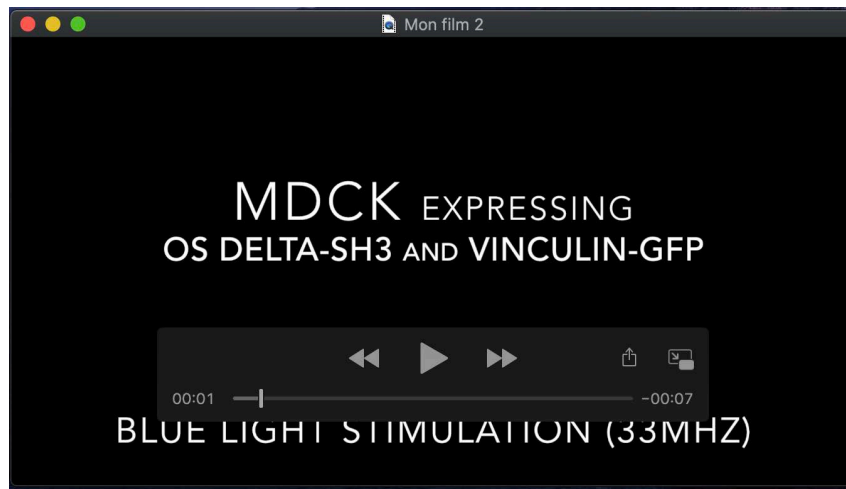 Mon film 2
MDCK EXPRESSING
OS DELTA-SH3 AND VINCULIN-GFP
00:01 -00:07
BLUE LIGHT STIMULATION (33MHZ)